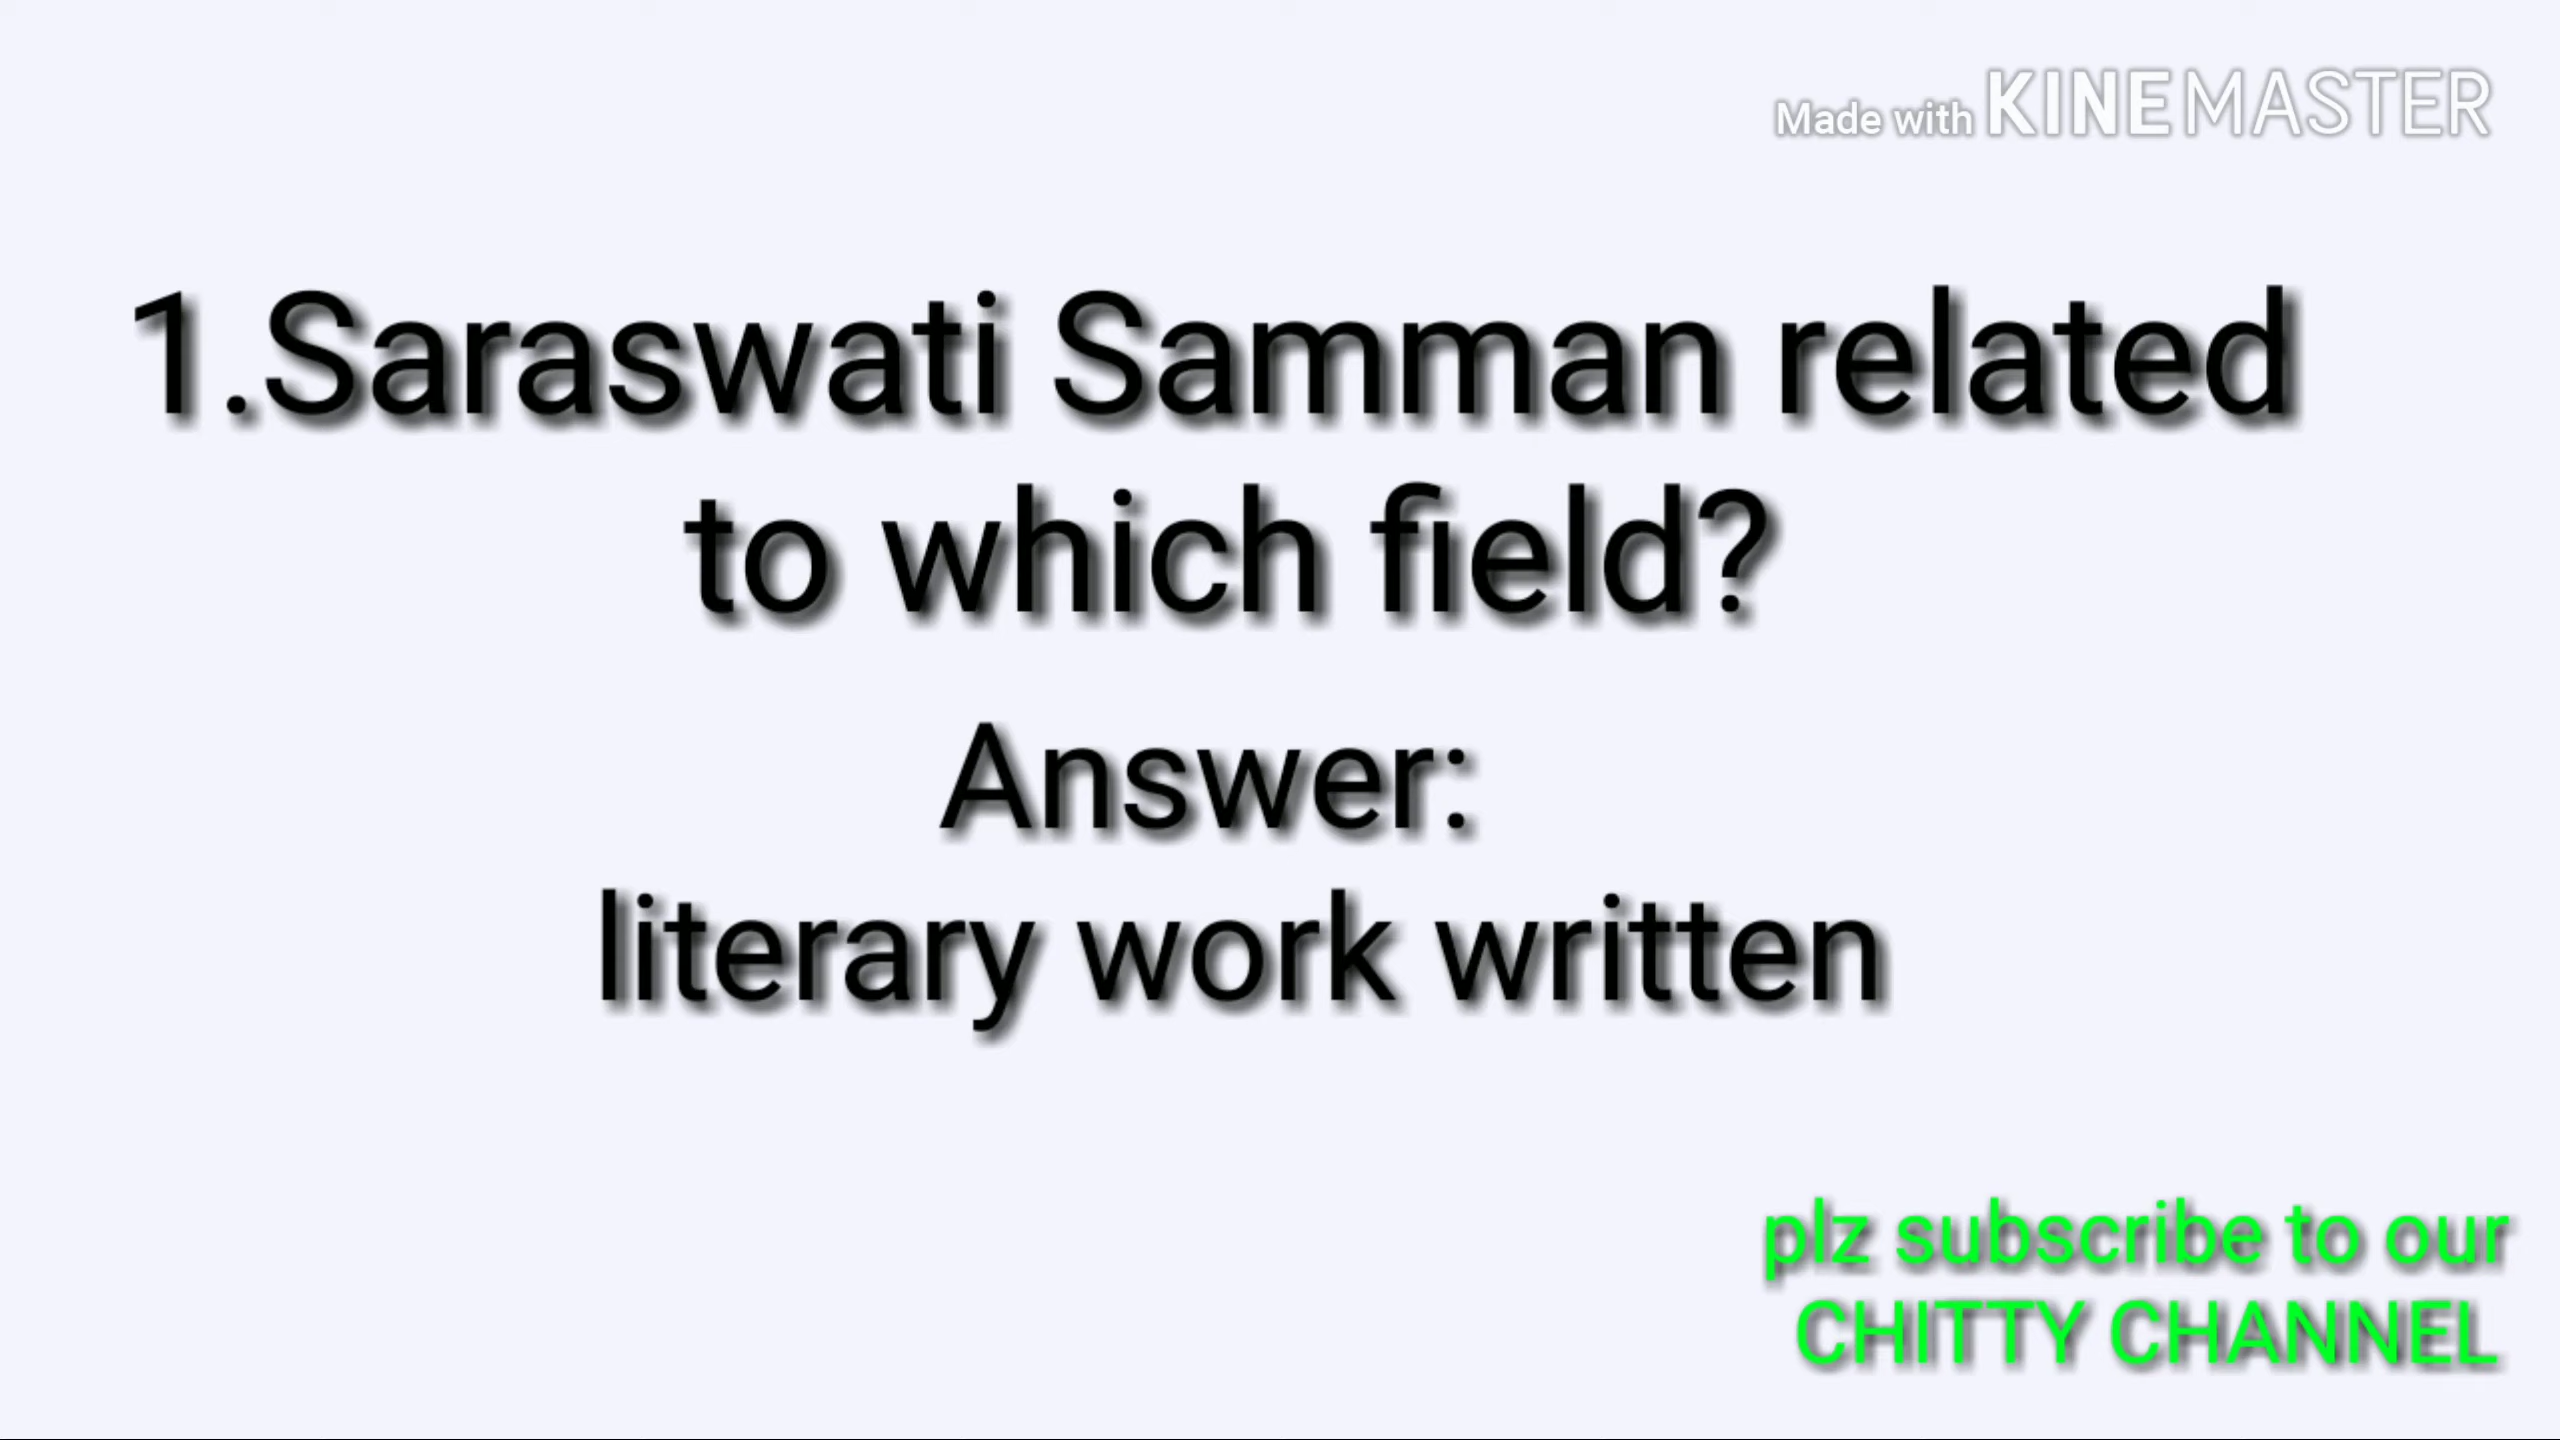 Made with KINEMASTER
1.Saraswati Samman related
to which field?
Answer:
literary work written
plz subscribe to our
CHITTY CHANNEL